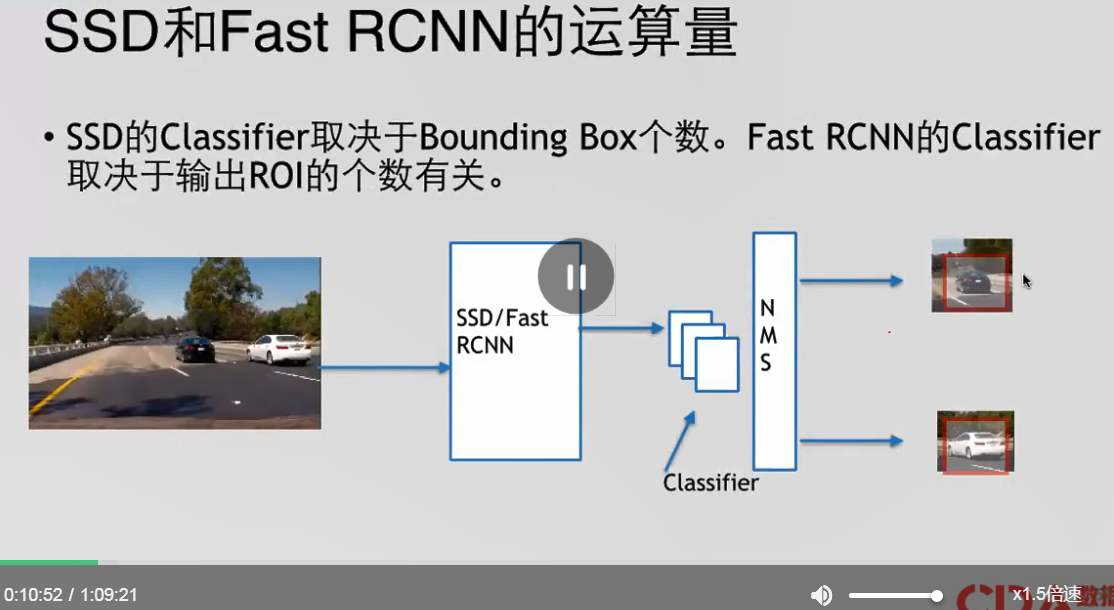 SSD和Fast RCNN的运算量
• SSD的Classifier取决于Bounding Box个数。Fast RCNN的Classifier
取决于输出ROI的个数有关。
SSD/Fast
RCNN
N
M
S
Classifier
0:10:52 / 1:09:21
x1.5倍速
数据